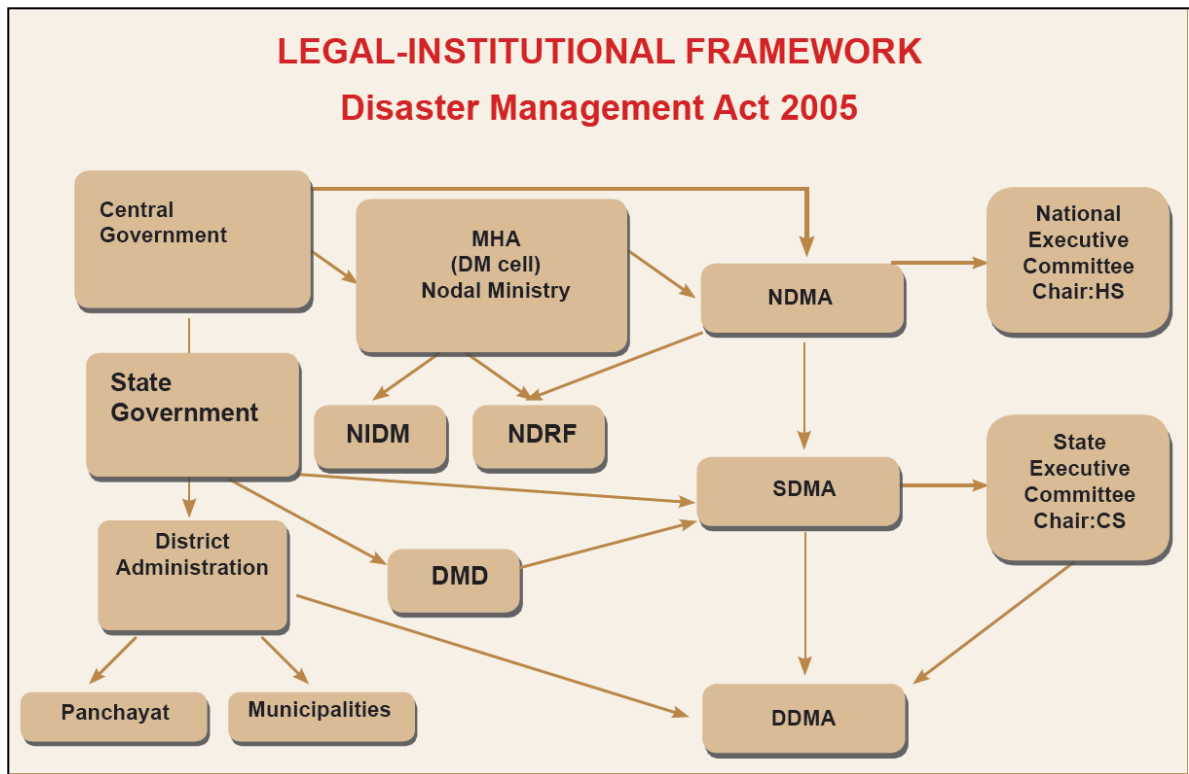 LEGAL-INSTITUTIONAL FRAMEWORK
Disaster Management Act 2005
Central
Government
MHA
(DM cell)
Nodal Ministry
NDMA
National
Executive
Committee
Chair:HS
State
Government
NIDM
NDRF
SDMA
State
Executive
Committee
Chair:CS
District
Administration
DMD
Panchayat
Municipalities
DDMA